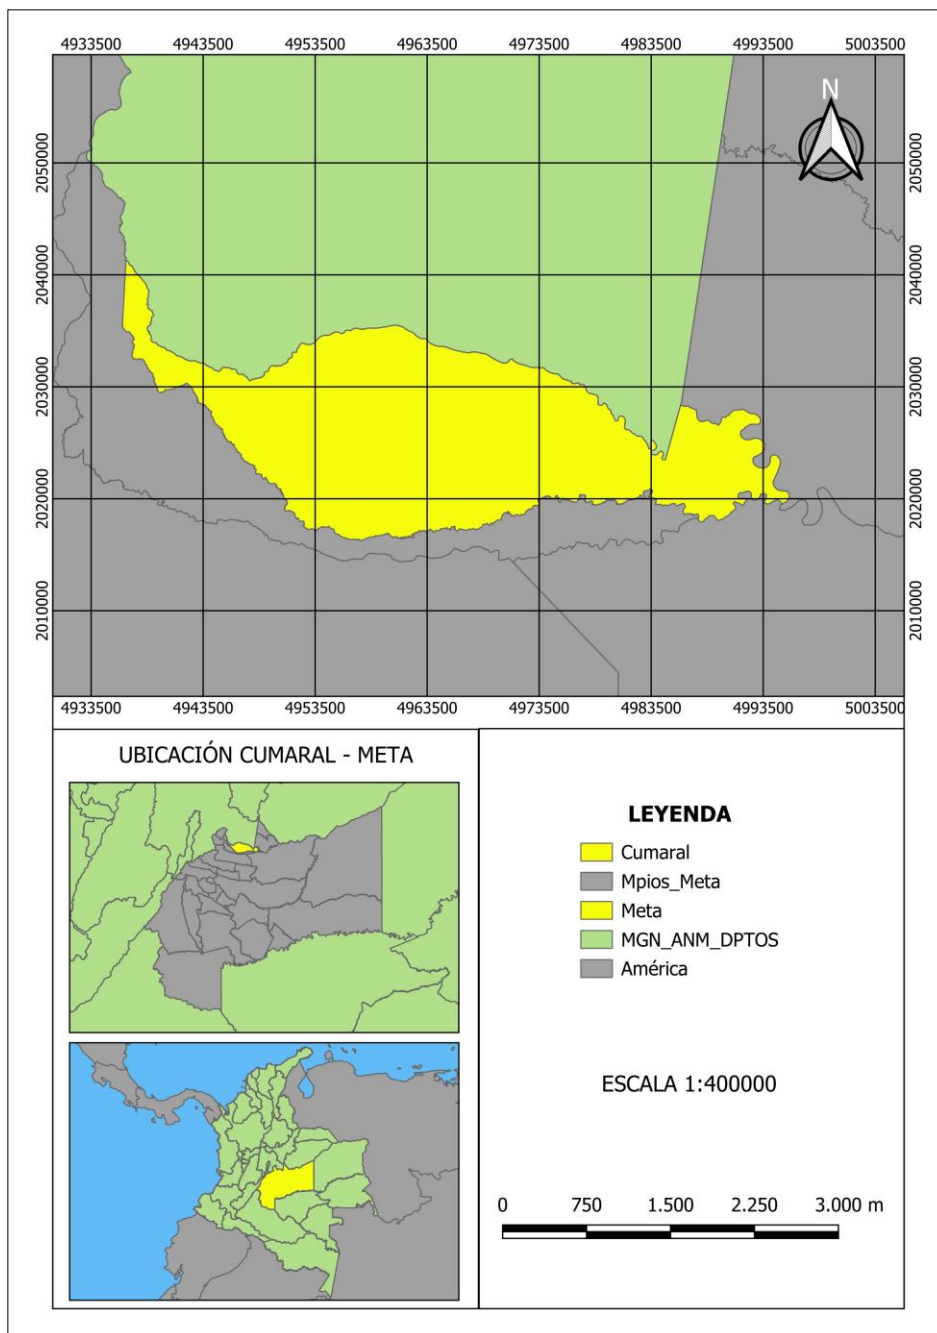 4933500 4943500 4953500 4963500 4973500 4983500 4993500 5003500
N
2050000 2050000
2040000 2040000
2030000 2030000
2020000 2020000
2010000 2010000
4933500 4943500 4953500 4963500 4973500 4983500 4993500 5003500
UBICACIÓN CUMARAL - META
LEYENDA
Cumaral
Mpios_Meta
Meta
MGN_ANM_DPTOS
América
ESCALA 1:400000
0 750 1.500 2.250 3.000 m